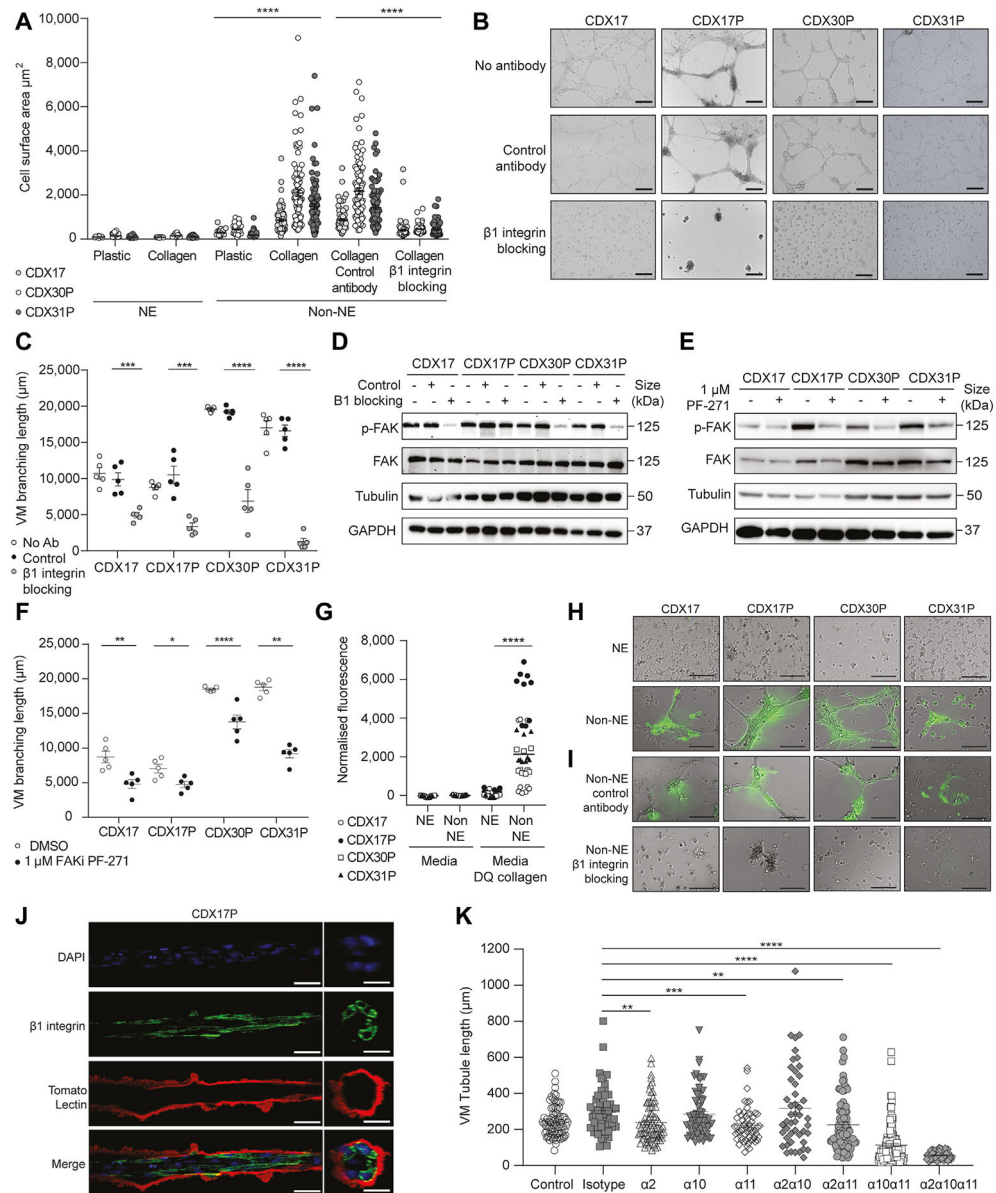 A
****
****
Cell surface area µm²
10,000
8,000
6,000
4,000
2,000
0
Plastic
Collagen
Plastic
Collagen
Collagen
Control
antibody
Collagen
β1 integrin
blocking
CDX17
CDX30P
CDX31P
NE
Non-NE
B
CDX17
CDX17P
CDX30P
CDX31P
No antibody
Control
antibody
β1 integrin
blocking
C
VM branching length (µm)
25,000
20,000
15,000
10,000
5,000
0
***
***
****
****
No Ab
Control
β1 integrin
blocking
CDX17
CDX17P
CDX30P
CDX31P
D
CDX17
CDX17P
CDX30P
CDX31P
Control
- + - + - + - +
B1 blocking
+ + + +
Size
(kDa)
p-FAK
125
FAK
125
Tubulin
50
GAPDH
37
E
CDX17
CDX17P
CDX30P
CDX31P
1 µM
PF-271
- + - + - + - +
Size
(kDa)
p-FAK
125
FAK
125
Tubulin
50
GAPDH
37
F
VM branching length (µm)
25,000
20,000
15,000
10,000
5,000
0
**
*
****
**
CDX17
CDX17P
CDX30P
CDX31P
DMSO
1 µM FAKi PF-271
G
Normalised fluorescence
8,000
6,000
4,000
2,000
0
****
NE
Non
NE
NE
Non
NE
Media
Media
DQ collagen
CDX17
CDX17P
CDX30P
CDX31P
H
CDX17
CDX17P
CDX30P
CDX31P
NE
Non-NE
I
Non-NE
control
antibody
Non-NE
β1 integrin
blocking
J
CDX17P
DAPI
β1 integrin
Tomato
Lectin
Merge
K
VM Tubule length (µm)
1200
1000
800
600
400
200
0
****
****
**
***
**
Control
Isotype
α2
α10
α11
α2α10
α2α11
α10α11
α2α10α11